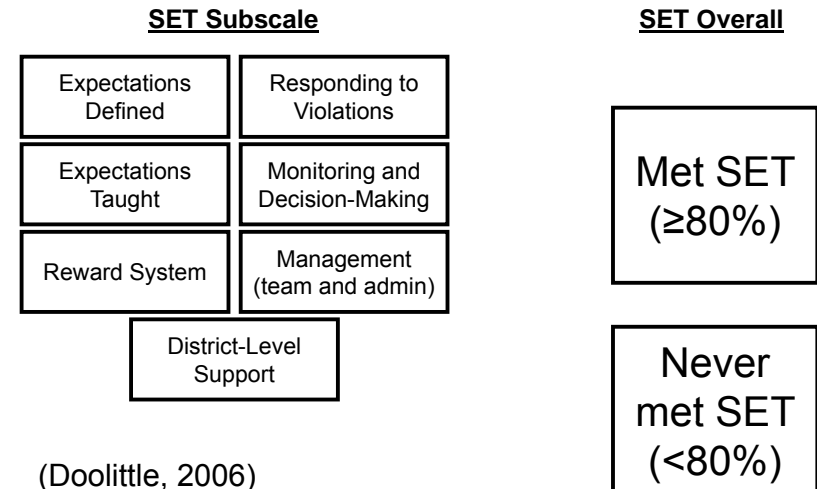 SET Subscale
SET Overall
Expectations
Defined
Responding to
Violations
Expectations
Taught
Monitoring and
Decision-Making
Reward System
Management
(team and admin)
District-Level
Support
Met SET
(≥80%)
Never
met SET
(<80%)
(Doolittle, 2006)